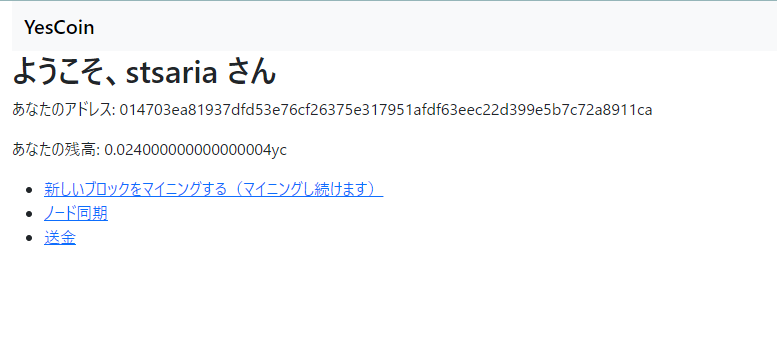 YesCoin
ようこそ、stsaria さん
あなたのアドレス: 014703ea81937dfd53e76cf26375e317951afdf63eec22d399e5b7c72a8911ca
あなたの残高: 0.024000000000000004yc
新しいブロックをマイニングする（マイニングし続けます）
ノード同期
送金